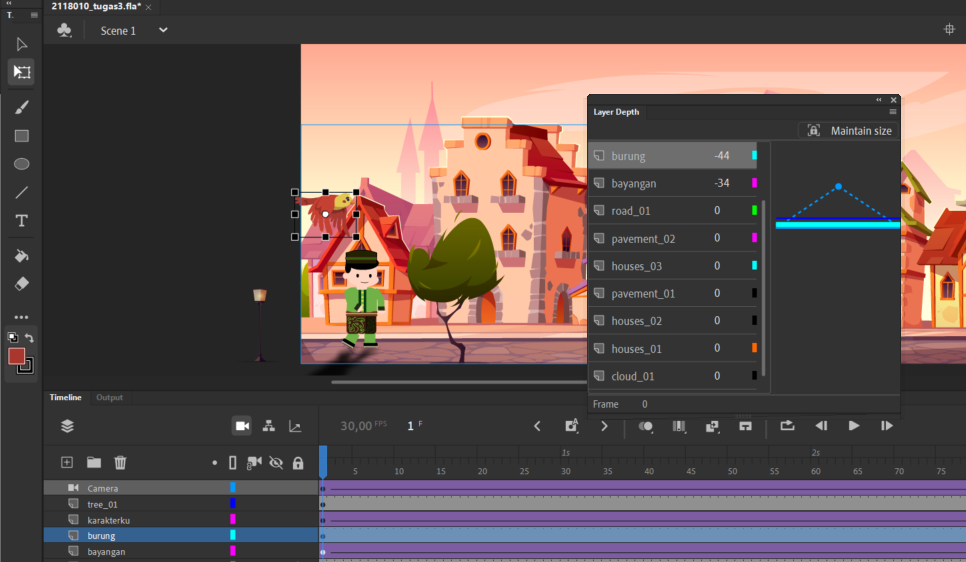 2118010_tugas3.fla*
T.
Scene 1
Layer Depth
Maintain size
burung -44
bayangan -34
road_01 0
pavement_02 0
houses_03 0
pavement_01 0
houses_02 0
houses_01 0
cloud_01 0
Frame 0
Timeline Output
30,00 FPS 1 F
1s 2s
5 10 15 20 25 30 35 40 45 50 55 60 65 70 75
Camera
tree_01
karakterku
burung
bayangan